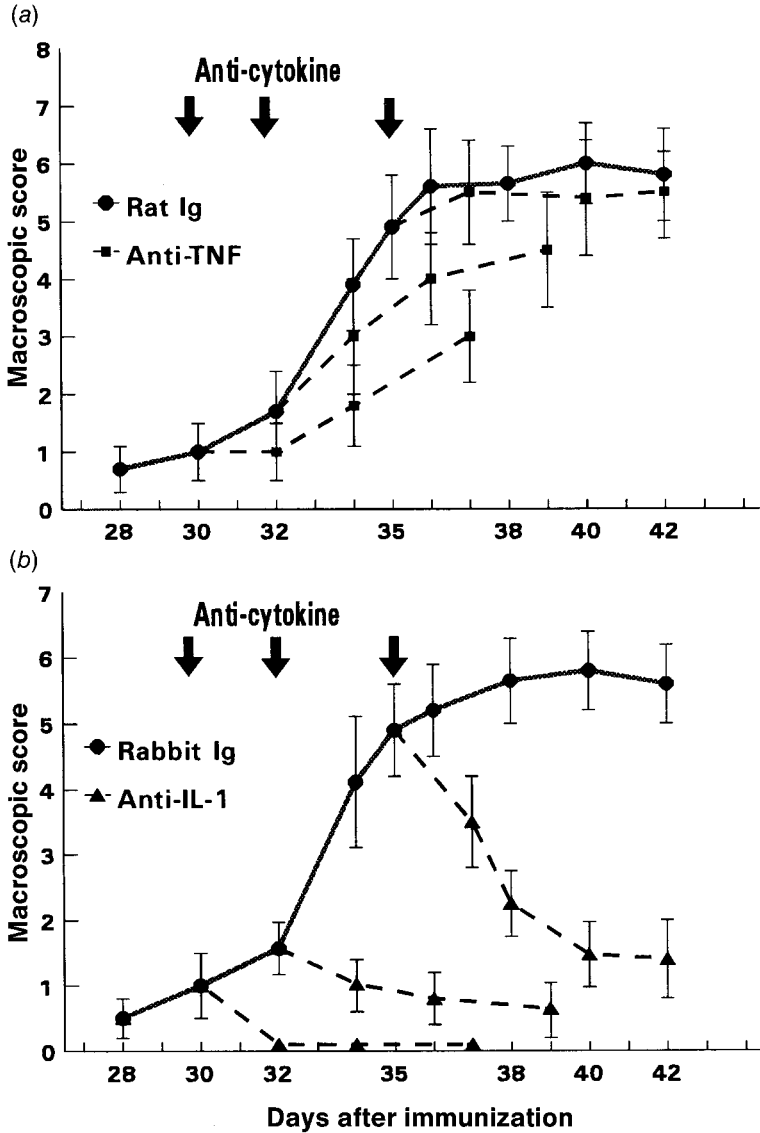 (a)
8
7
6
5
4
3
2
1
0
Macroscopic score
Anti-cytokine
Rat Ig
Anti-TNF
28 30 32 35 38 40 42
(b)
7
6
5
4
3
2
1
0
Macroscopic score
Anti-cytokine
Rabbit Ig
Anti-IL-1
28 30 32 35 38 40 42
Days after immunization